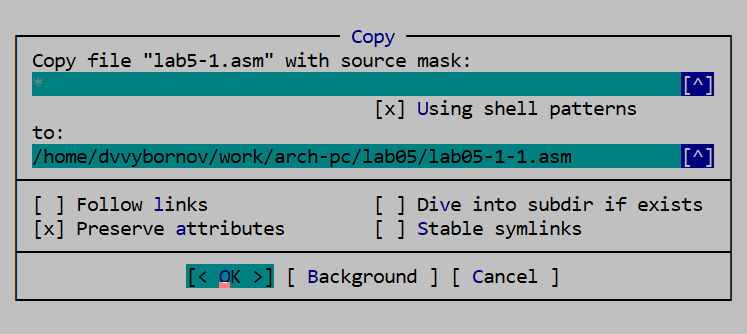 Copy
Copy file "lab5-1.asm" with source mask:
* [^]
[x] Using shell patterns
to:
/home/dvvybornov/work/arch-pc/lab05/lab05-1-1.asm [^]
[ ] Follow links [ ] Dive into subdir if exists
[x] Preserve attributes [ ] Stable symlinks
[< OK >] [ Background ] [ Cancel ]